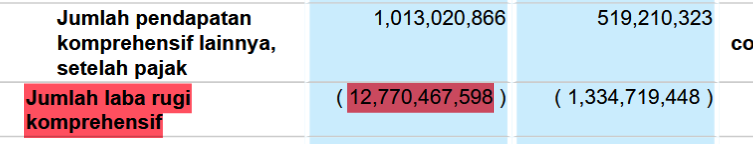 Jumlah pendapatan 1,013,020,866 519,210,323
komprehensif lainnya, co
setelah pajak
Jumlah laba rugi ( 12,770,467,598 ) ( 1,334,719,448 )
komprehensif